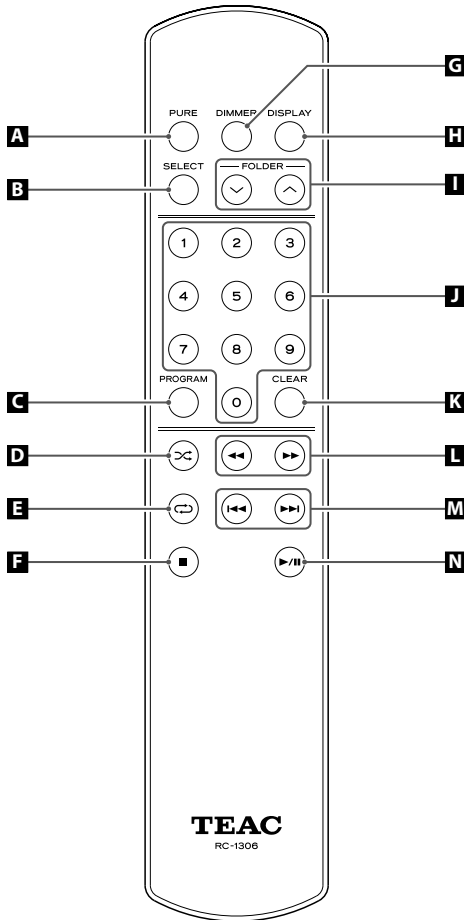 G
PURE DIMMER DISPLAY
A H
SELECT FOLDER
B I
1 2 3
4 5 6 J
7 8 9
PROGRAM CLEAR
C 0 K
D L
E M
F N
TEAC
RC-1306